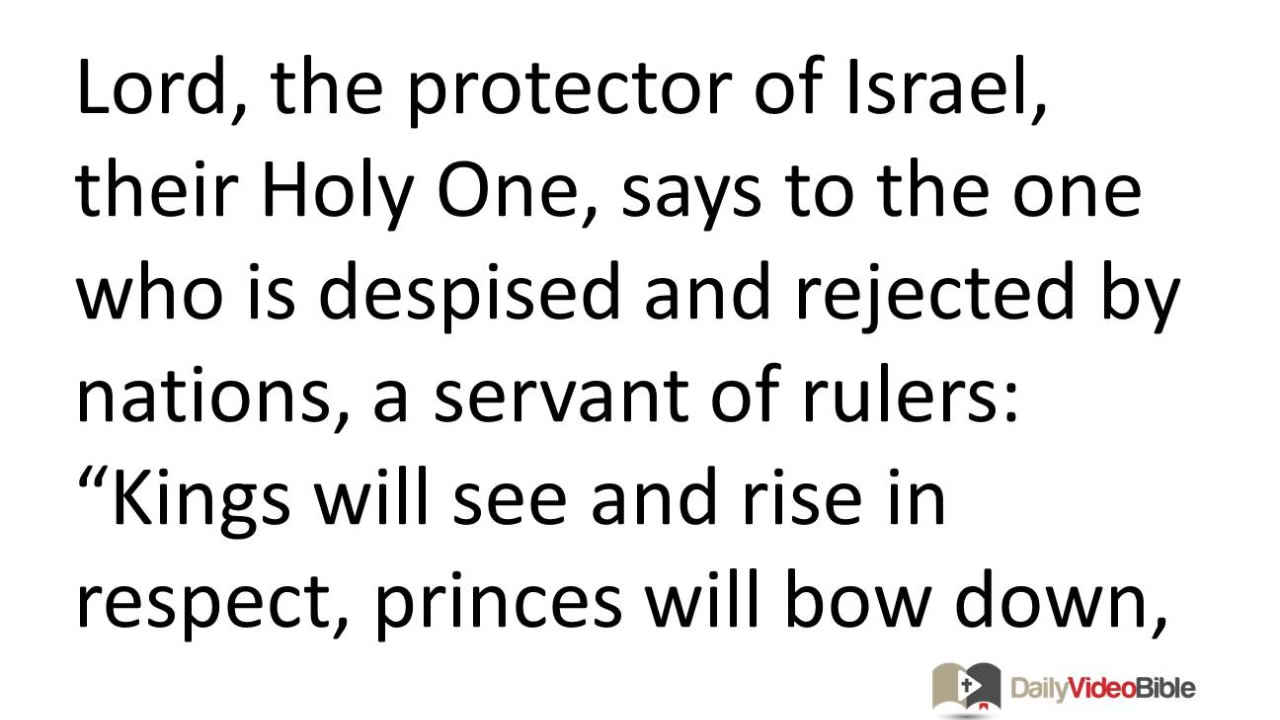 Lord, the protector of Israel,
their Holy One, says to the one
who is despised and rejected by
nations, a servant of rulers:
“Kings will see and rise in
respect, princes will bow down,
DailyVideoBible